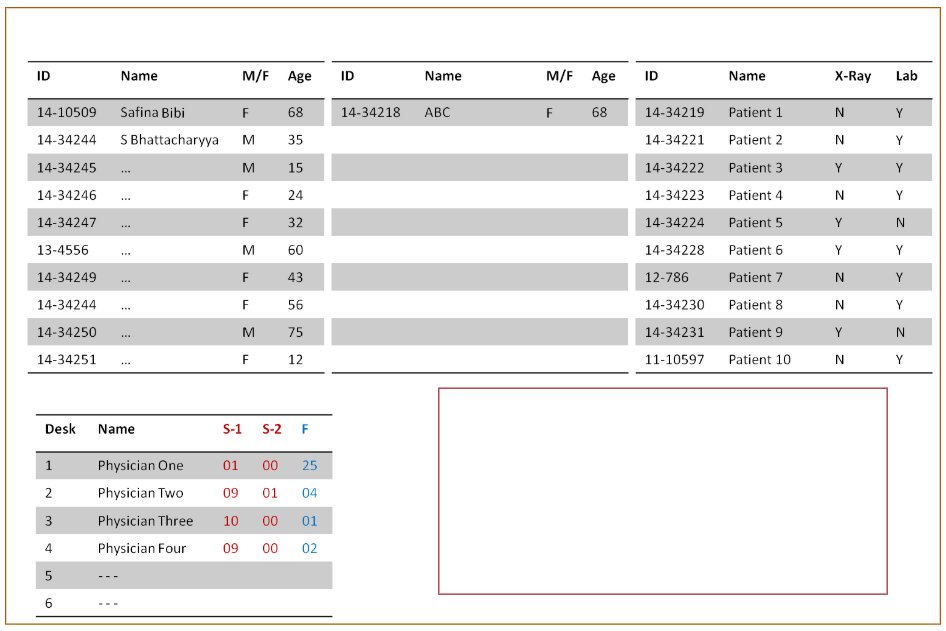 ID Name M/F Age
14-10509 Safina Bibi F 68
14-34244 S Bhattacharyya M 35
14-34245 ... M 15
14-34246 ... F 24
14-34247 ... F 32
13-4556 ... M 60
14-34249 ... F 43
14-34244 ... F 56
14-34250 ... M 75
14-34251 ... F 12
ID Name M/F Age
14-34218 ABC F 68
ID Name X-Ray Lab
14-34219 Patient 1 N Y
14-34221 Patient 2 N Y
14-34222 Patient 3 Y Y
14-34223 Patient 4 N Y
14-34224 Patient 5 Y N
14-34228 Patient 6 Y Y
12-786 Patient 7 N Y
14-34230 Patient 8 N Y
14-34231 Patient 9 Y N
11-10597 Patient 10 N Y
Desk Name S-1 S-2 F
1 Physician One 01 00 25
2 Physician Two 09 01 04
3 Physician Three 10 00 01
4 Physician Four 09 00 02
5 ---
6 ---